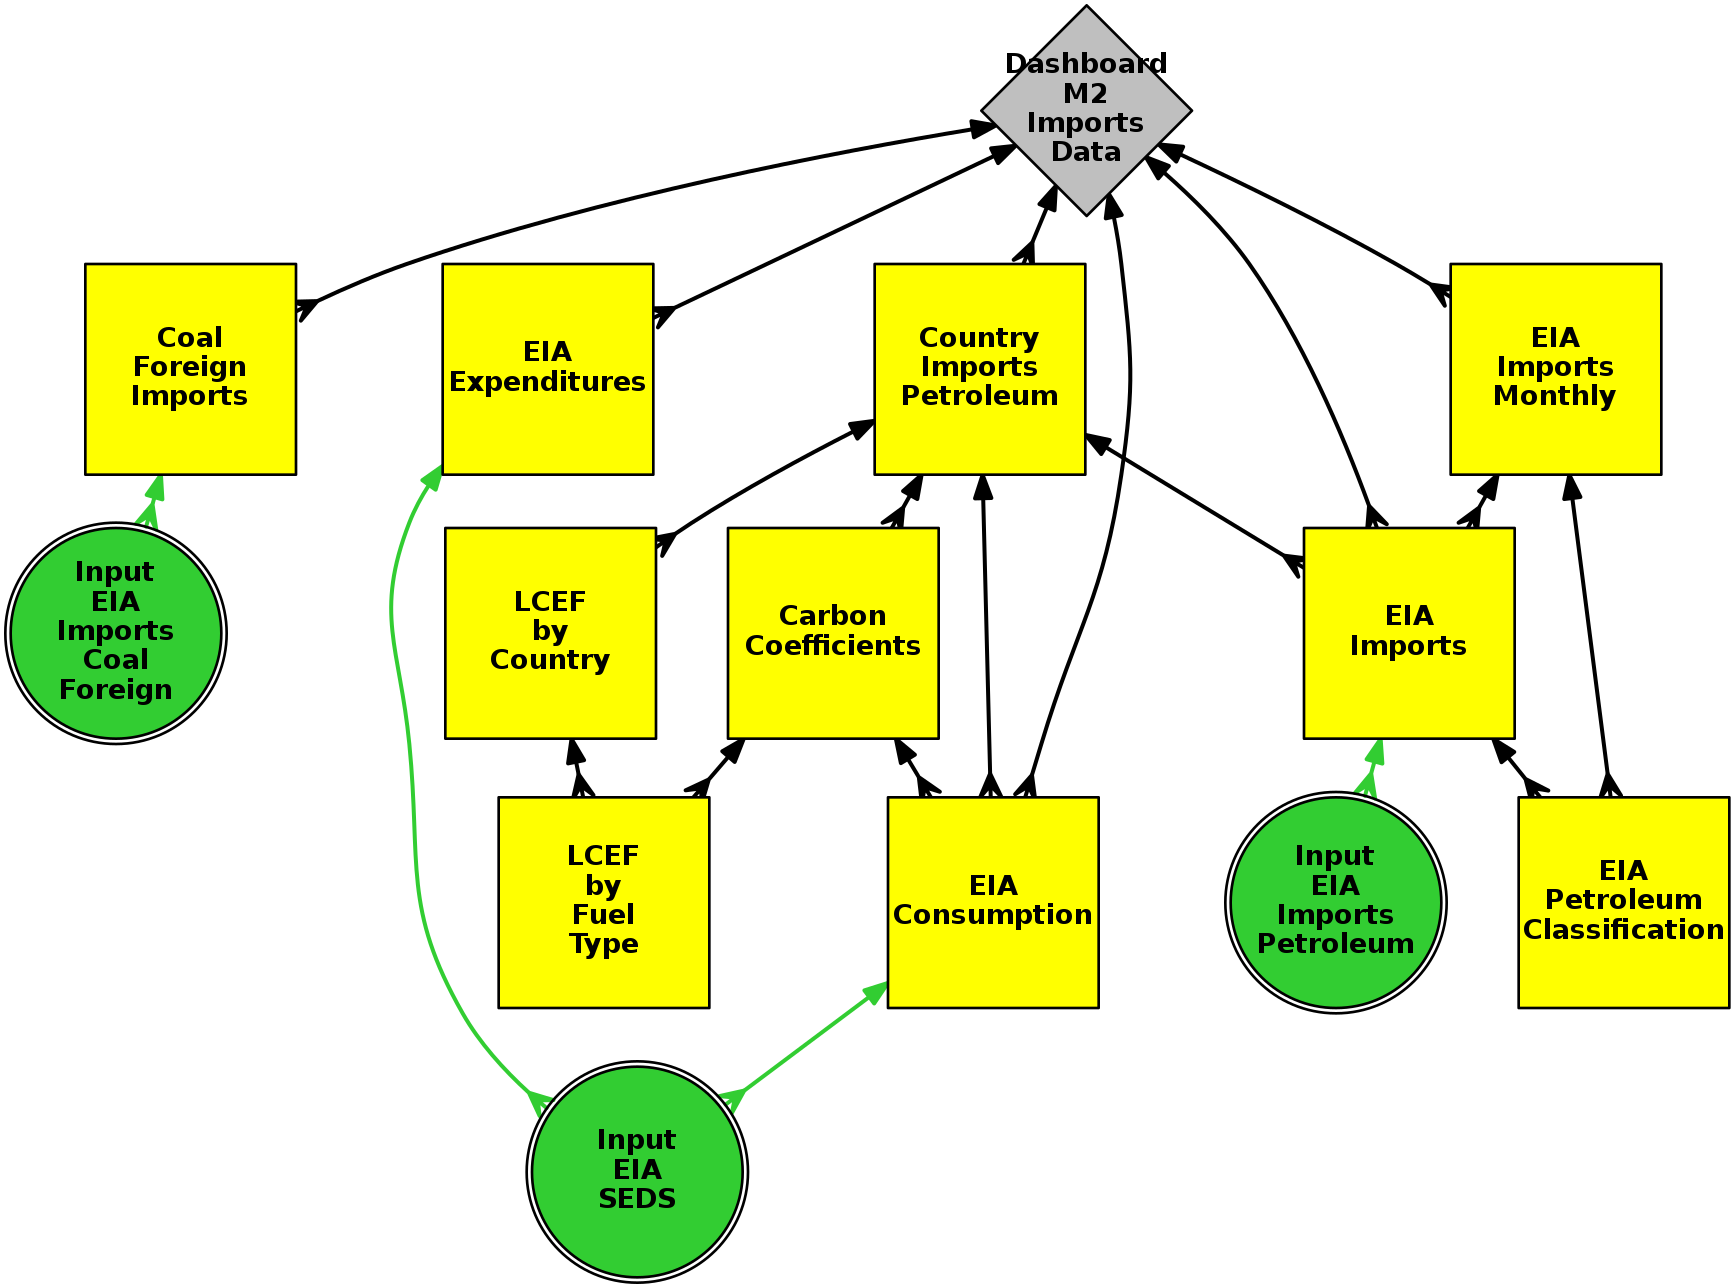 Dashboard
M2
Imports
Data
Coal
Foreign
Imports
EIA
Expenditures
Country
Imports
Petroleum
EIA
Imports
Monthly
Input
EIA
Imports
Coal
Foreign
LCEF
by
Country
Carbon
Coefficients
EIA
Imports
LCEF
by
Fuel
Type
EIA
Consumption
Input
EIA
Imports
Petroleum
EIA
Petroleum
Classification
Input
EIA
SEDS